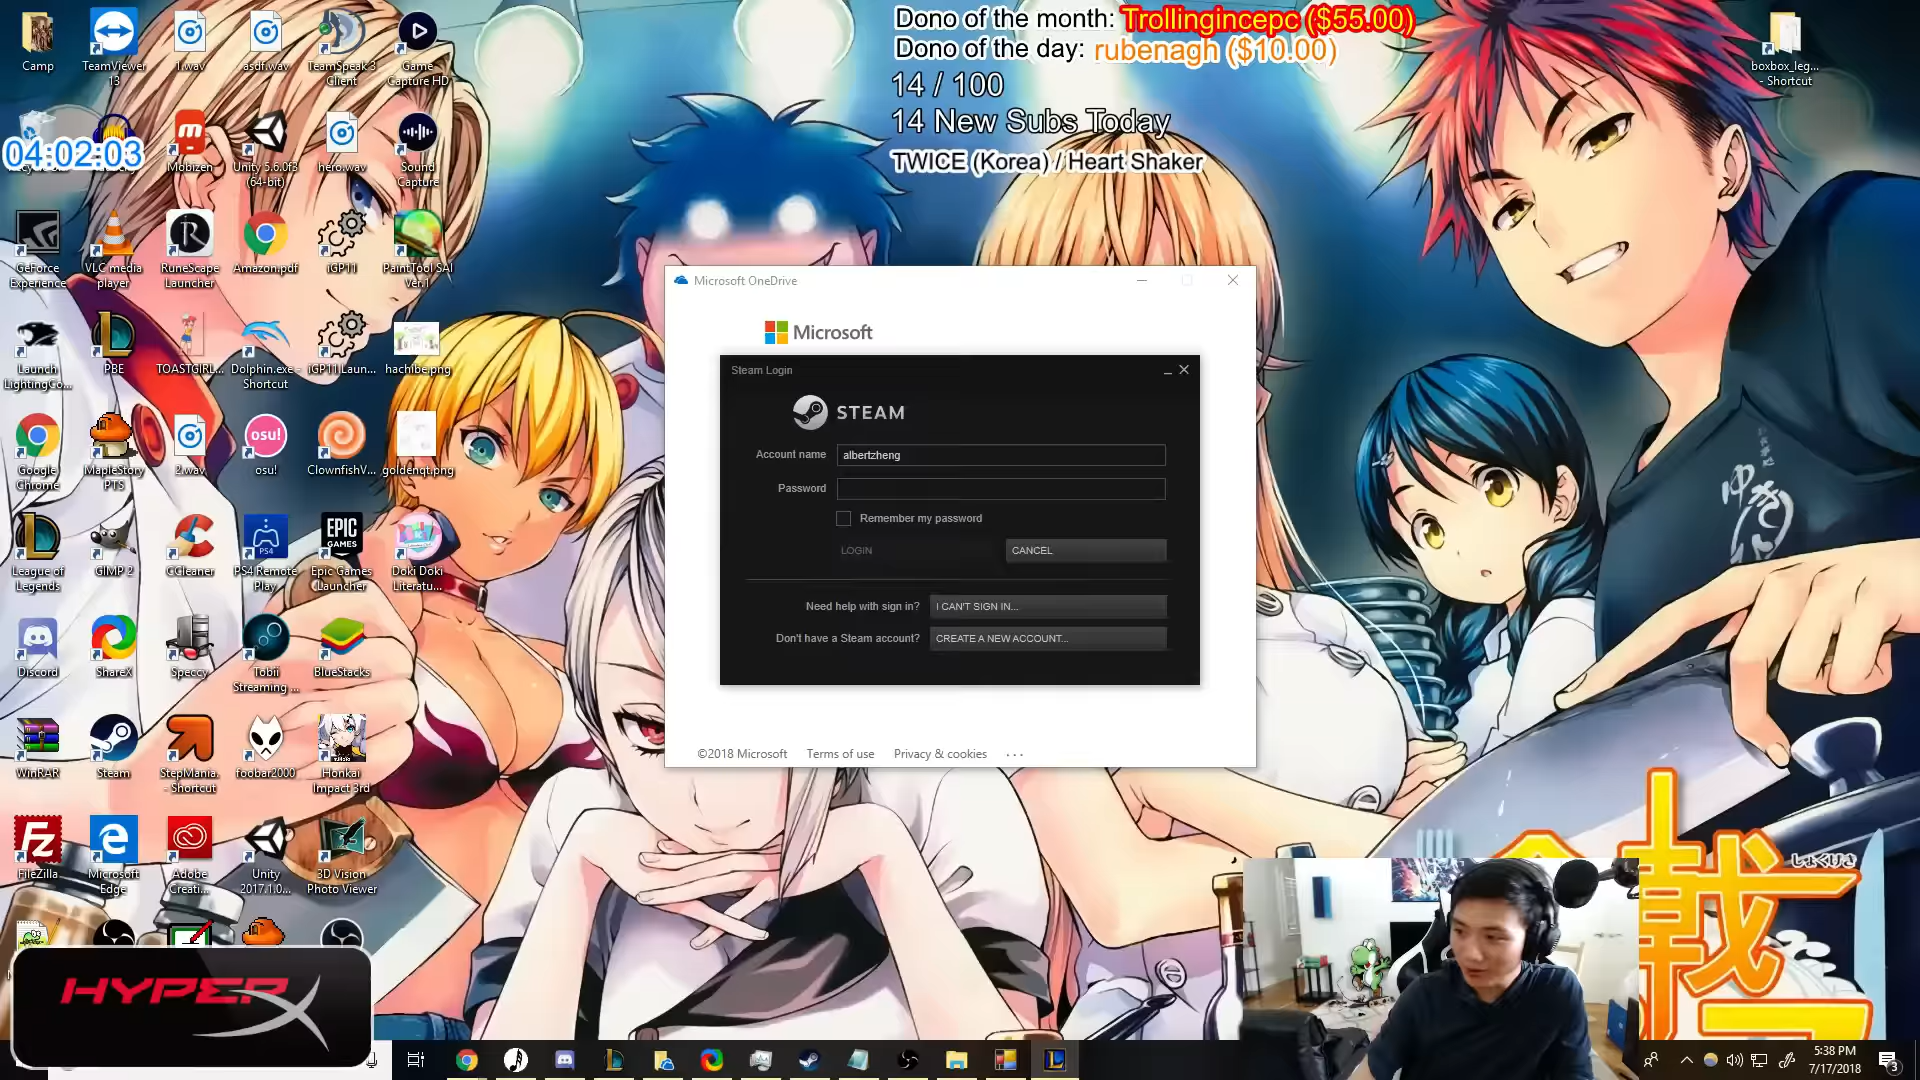 Dono of the month: Trollingincepc ($55.00)
Dono of the day: rubenagh ($10.00)
14 / 100
14 New Subs Today
TWICE (Korea) / Heart Shaker
04:02:03
Camp
TeamViewer 13
1.wav
asdf.wav
TeamSpeak 3 Client
Game Capture HD
boxbox_leg... - Shortcut
Mobizen
Unity 5.6.0f3 (64-bit)
hero.wav
Sound Capture
GeForce Experience
VLC media player
RuneScape Launcher
Amazon.pdf
iGP11
PaintTool SAI Ver.1
Launch LightingCo...
PBE
TOASTGIRL...
Dolphin.exe - Shortcut
iGP11 Laun...
hachibe.png
Google Chrome
MapleStory PTS
2.wav
osu!
osu!
ClownfishV...
goldenqt.png
League of Legends
GIMP 2
CCleaner
PS4
PS4 Remote Play
EPIC GAMES
Epic Games Launcher
Doki Doki Literatu...
Discord
ShareX
Speccy
Tobii Streaming ...
BlueStacks
WinRAR
Steam
StepMania - Shortcut
foobar2000
Honkai Impact 3rd
FileZilla
Microsoft Edge
Adobe Creati...
Unity 2017.1.0...
3D Vision Photo Viewer
Microsoft OneDrive
Microsoft
Steam Login
STEAM
Account name
albertzheng
Password
Remember my password
LOGIN
CANCEL
Need help with sign in?
I CAN'T SIGN IN...
Don't have a Steam account?
CREATE A NEW ACCOUNT...
©2018 Microsoft
Terms of use
Privacy & cookies
...
しょくげき
戟
HYPERX
5:38 PM
7/17/2018
3